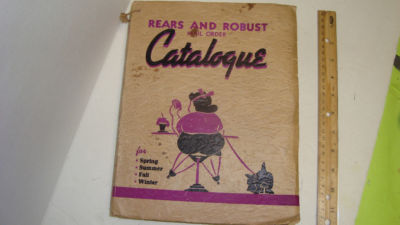 REARS AND ROBUST
MAIL ORDER
Catalogue
for
• Spring
• Summer
• Fall
• Winter